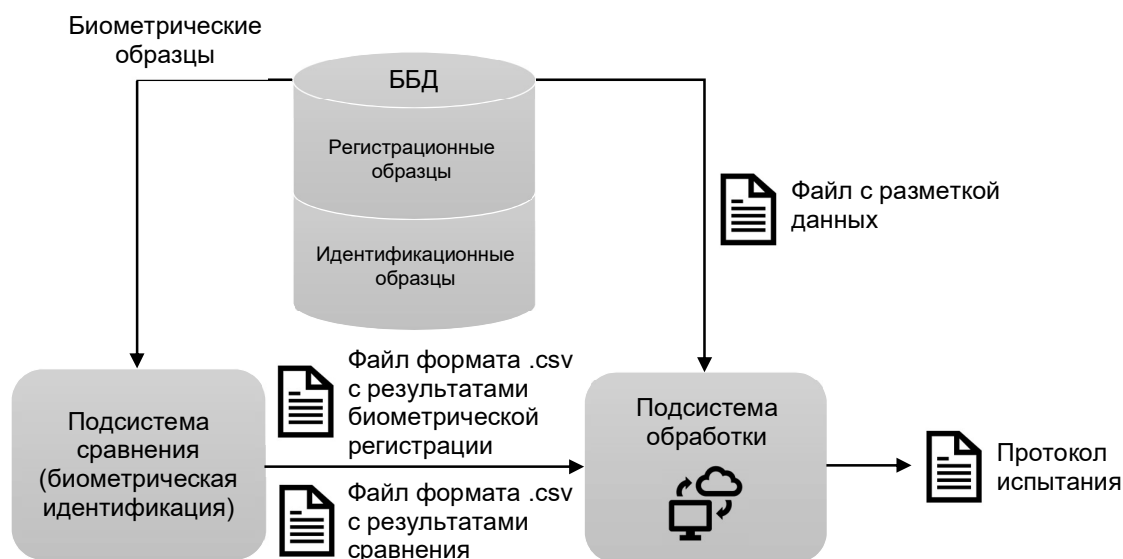 Биометрические
образцы
ББД
Регистрационные
образцы
Идентификационные
образцы
Файл с разметкой
данных
Файл формата .csv
с результатами
биометрической
регистрации
Подсистема
сравнения
(биометрическая
идентификация)
Подсистема
обработки
Протокол
испытания
Файл формата .csv
с результатами
сравнения